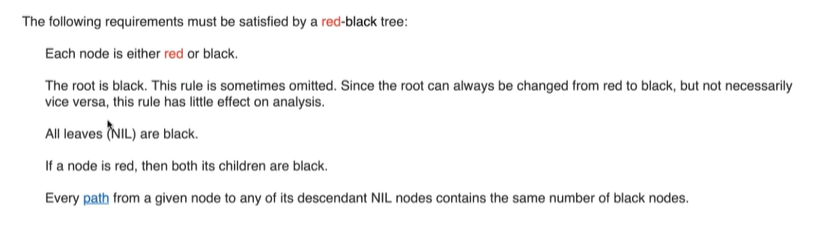 The following requirements must be satisfied by a red-black tree:
Each node is either red or black.
The root is black. This rule is sometimes omitted. Since the root can always be changed from red to black, but not necessarily
vice versa, this rule has little effect on analysis.
All leaves (NIL) are black.
If a node is red, then both its children are black.
Every path from a given node to any of its descendant NIL nodes contains the same number of black nodes.